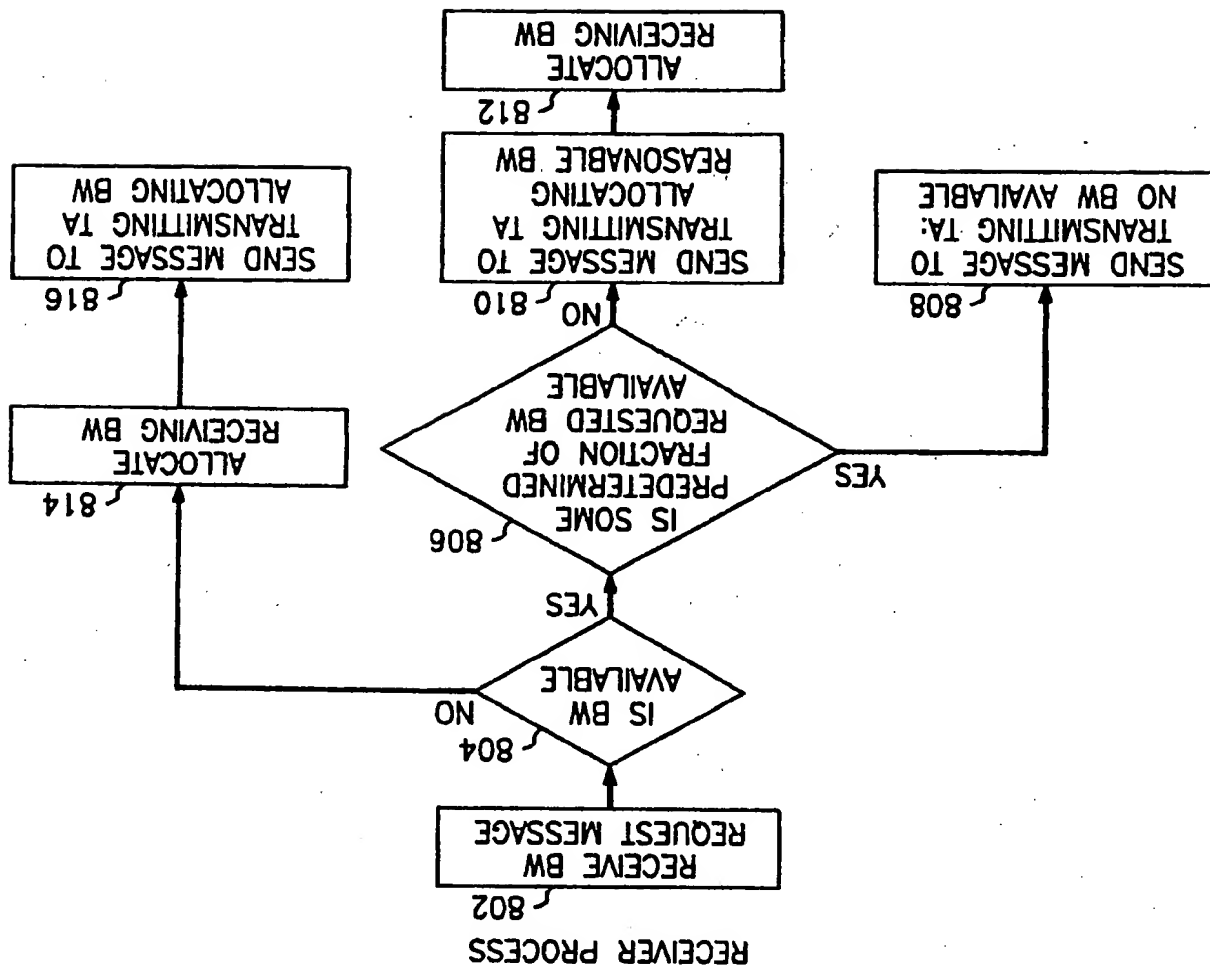 RECEIVER PROCESS
802
RECEIVE BW
REQUEST MESSAGE
804
IS BW
AVAILABLE
NO
YES
806
IS SOME
PREDETERMINED
FRACTION OF
REQUESTED BW
AVAILABLE
YES
NO
814
ALLOCATE
RECEIVING BW
816
SEND MESSAGE TO
TRANSMITTING TA
ALLOCATING BW
810
SEND MESSAGE TO
TRANSMITTING TA
ALLOCATING
REASONABLE BW
808
SEND MESSAGE TO
TRANSMITTING TA:
NO BW AVAILABLE
812
ALLOCATE
RECEIVING BW